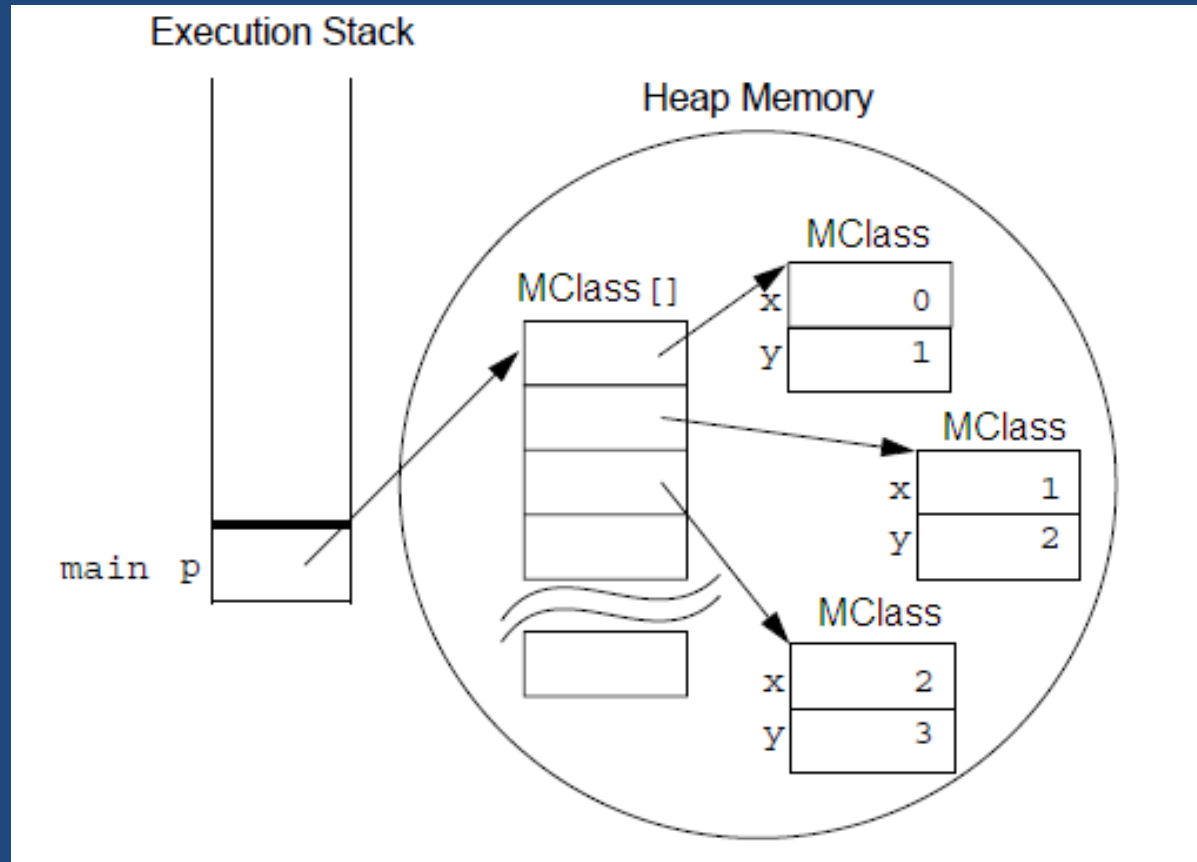 Execution Stack
Heap Memory
MClass
MClass []
x 0
y 1
MClass
x 1
y 2
main p
MClass
x 2
y 3